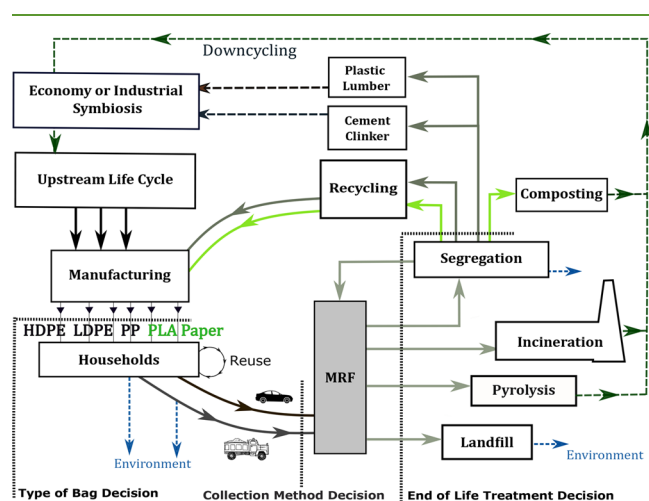 Downcycling
Economy or Industrial
Symbiosis
Plastic
Lumber
Cement
Clinker
Upstream Life Cycle
Recycling
Composting
Manufacturing
Segregation
HDPE LDPE PP PLA Paper
Households
Reuse
MRF
Incineration
Pyrolysis
Landfill
Environment
Environment
Type of Bag Decision
Collection Method Decision
End of Life Treatment Decision